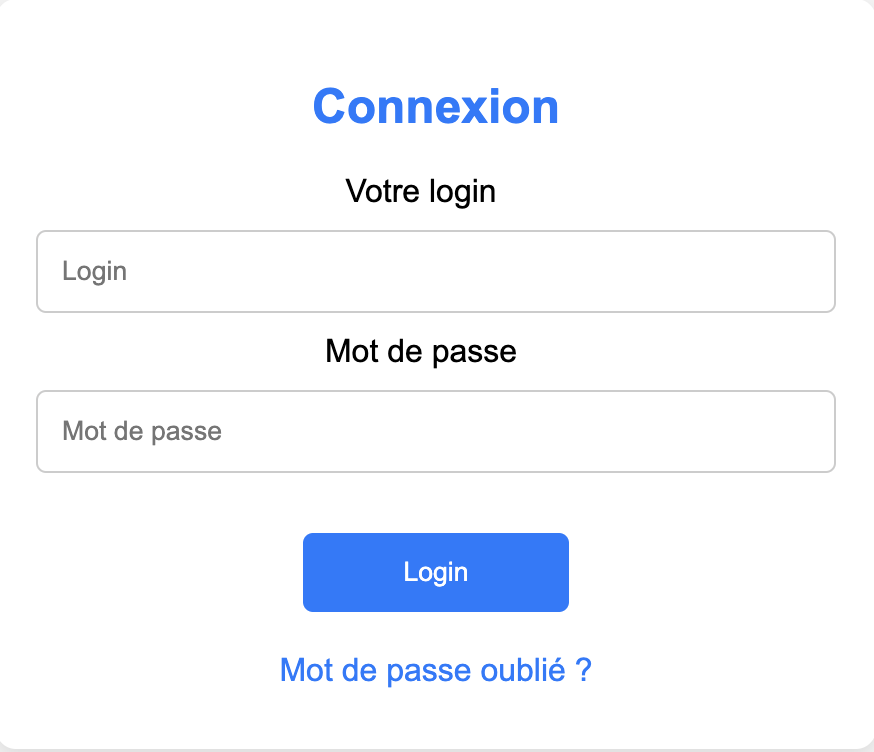 Connexion
Votre login
Login
Mot de passe
Mot de passe
Login
Mot de passe oublié ?